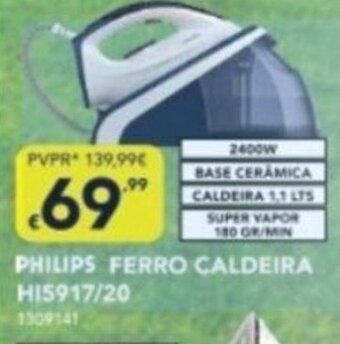 PVPR* 139,99€
€69,99
2400W
BASE CERÂMICA
CALDEIRA 1,1 LTS
SUPER VAPOR
180 GR/MIN
PHILIPS FERRO CALDEIRA
HI5917/20
1309141